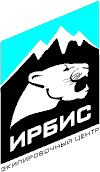 ИРБИС
ЭКИПИРОВОЧНЫЙ ЦЕНТР